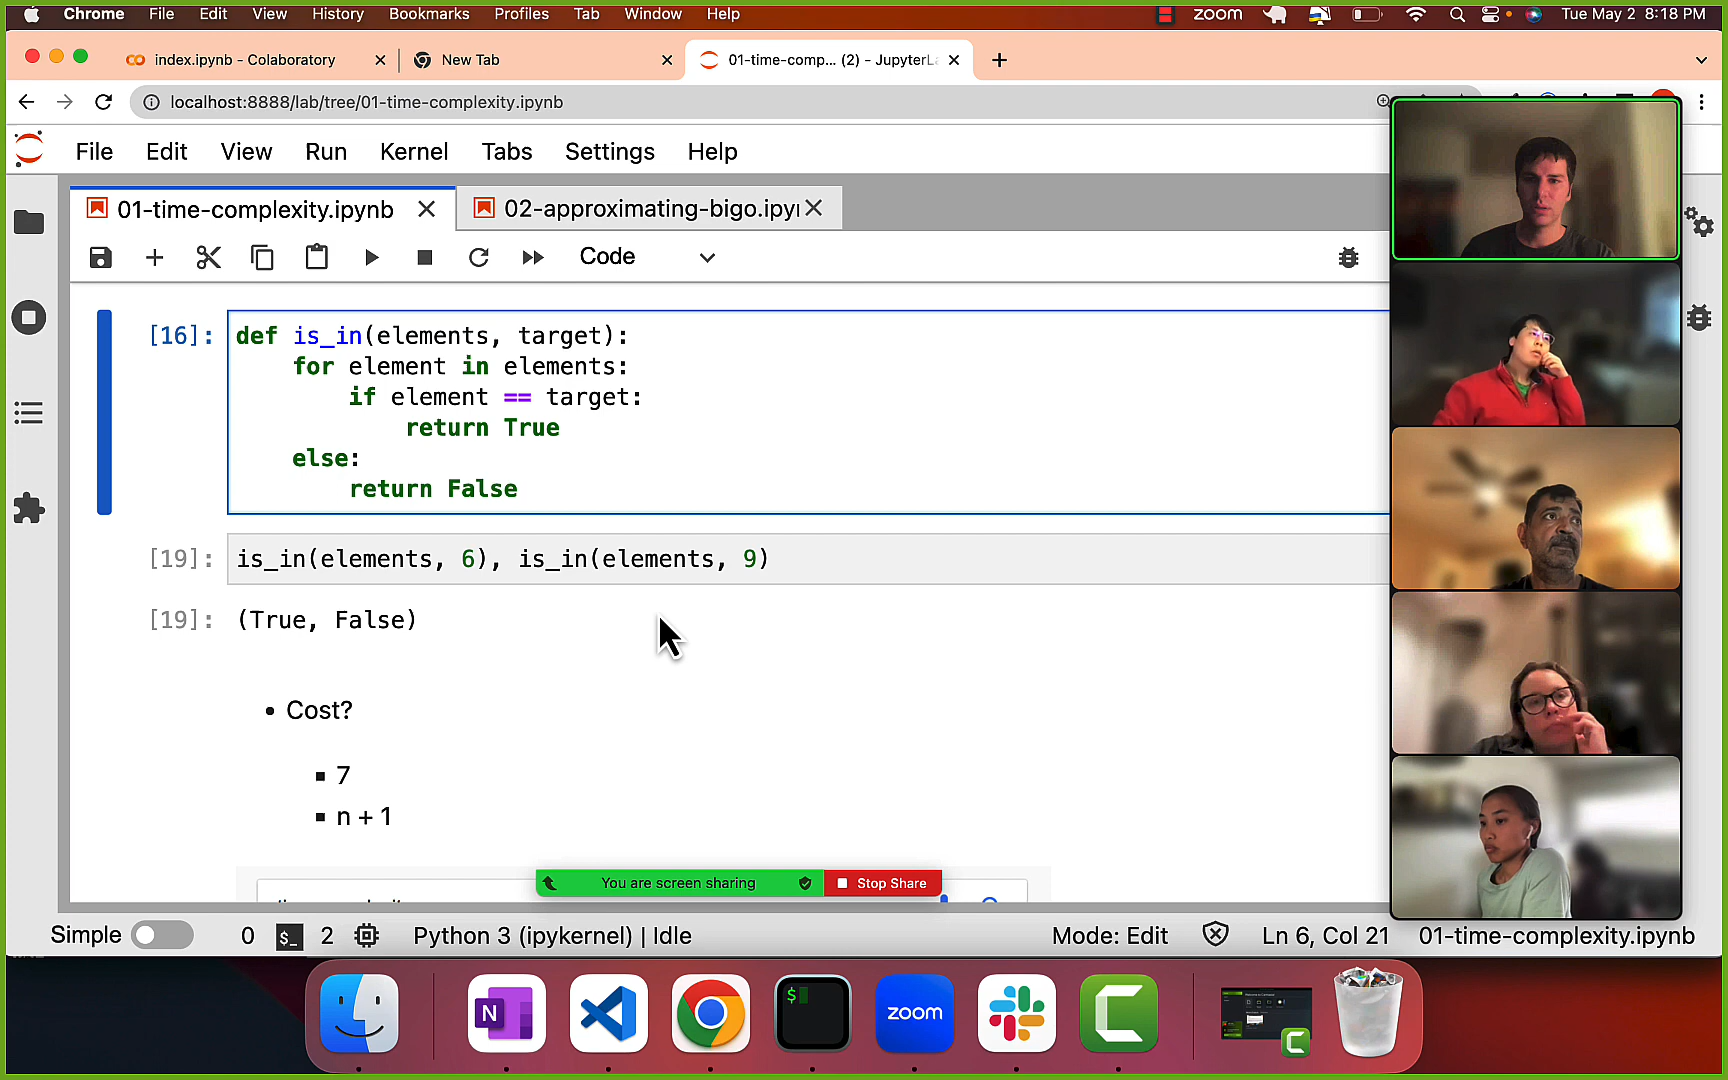 Chrome File Edit View History Bookmarks Profiles Tab Window Help zoom Tue May 2 8:18 PM
index.ipynb - Colaboratory New Tab 01-time-comp... (2) - JupyterLa
localhost:8888/lab/tree/01-time-complexity.ipynb
File Edit View Run Kernel Tabs Settings Help
01-time-complexity.ipynb 02-approximating-bigo.ipyı
Code
[16]: def is_in(elements, target):
for element in elements:
if element == target:
return True
else:
return False
[19]: is_in(elements, 6), is_in(elements, 9)
[19]: (True, False)
• Cost?
▪ 7
▪ n + 1
You are screen sharing Stop Share
Simple 0 $_ 2 Python 3 (ipykernel) | Idle Mode: Edit Ln 6, Col 21 01-time-complexity.ipynb
N $ zoom C
C